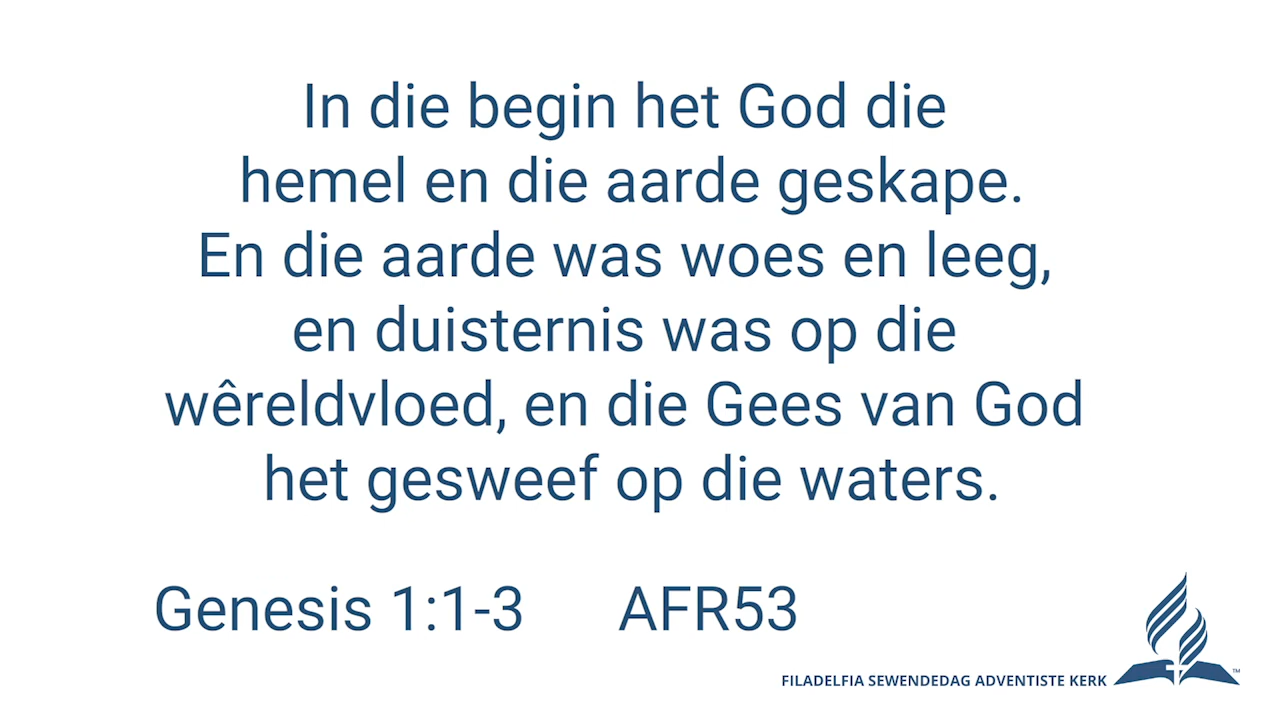 In die begin het God die
hemel en die aarde geskape.
En die aarde was woes en leeg,
en duisternis was op die
wêreldvloed, en die Gees van God
het gesweef op die waters.
Genesis 1:1-3 AFR53
FILADELFIA SEWENDEDAG ADVENTISTE KERK ™